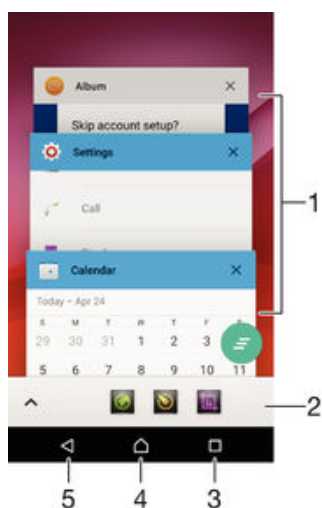 Album
Skip account setup?
Settings
Call
Calendar
Today – Apr 24
M T W T F
29 30 31 1 2 3
5 6 7 8 9 10 11
1
2
5 4 3